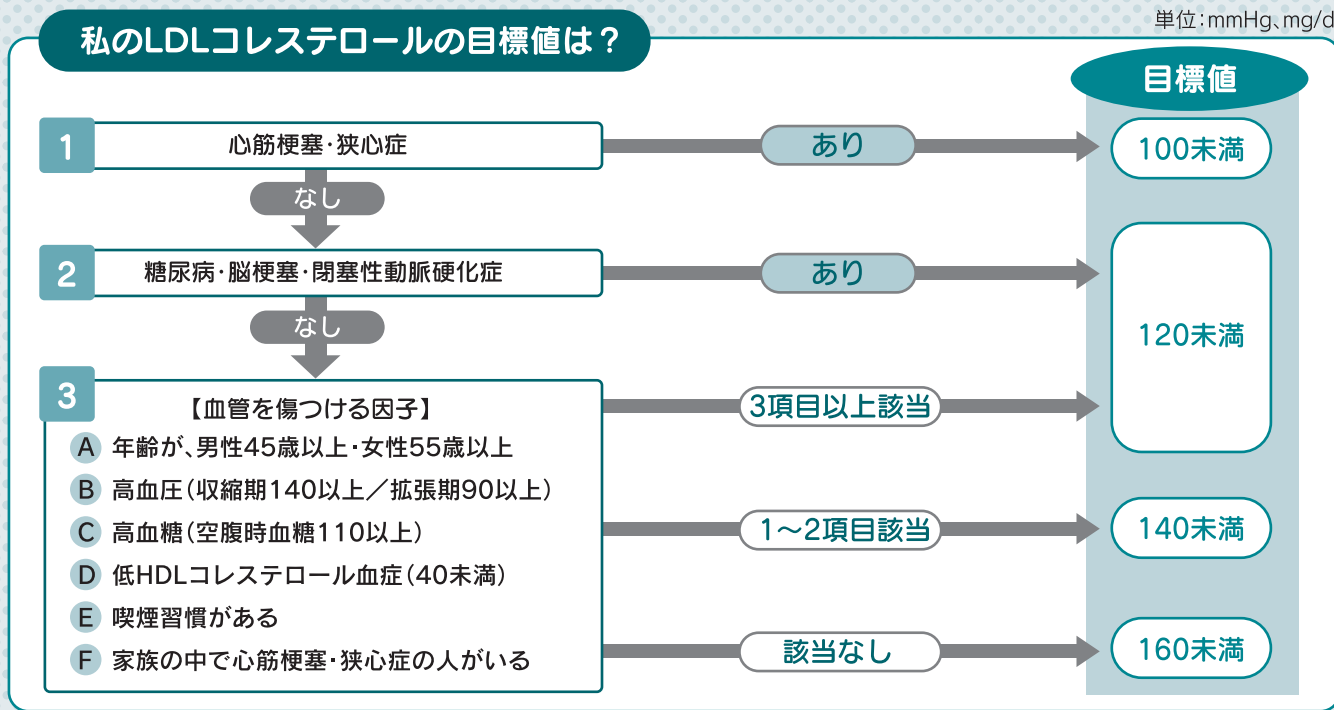 単位:mmHg、mg/d
私のLDLコレステロールの目標値は？
目標値
1 心筋梗塞・狭心症
あり
100未満
なし
2 糖尿病・脳梗塞・閉塞性動脈硬化症
あり
120未満
なし
3 【血管を傷つける因子】
3項目以上該当
A 年齢が、男性45歳以上・女性55歳以上
B 高血圧（収縮期140以上／拡張期90以上）
C 高血糖（空腹時血糖110以上）
1〜2項目該当
140未満
D 低HDLコレステロール血症（40未満）
E 喫煙習慣がある
F 家族の中で心筋梗塞・狭心症の人がいる
該当なし
160未満